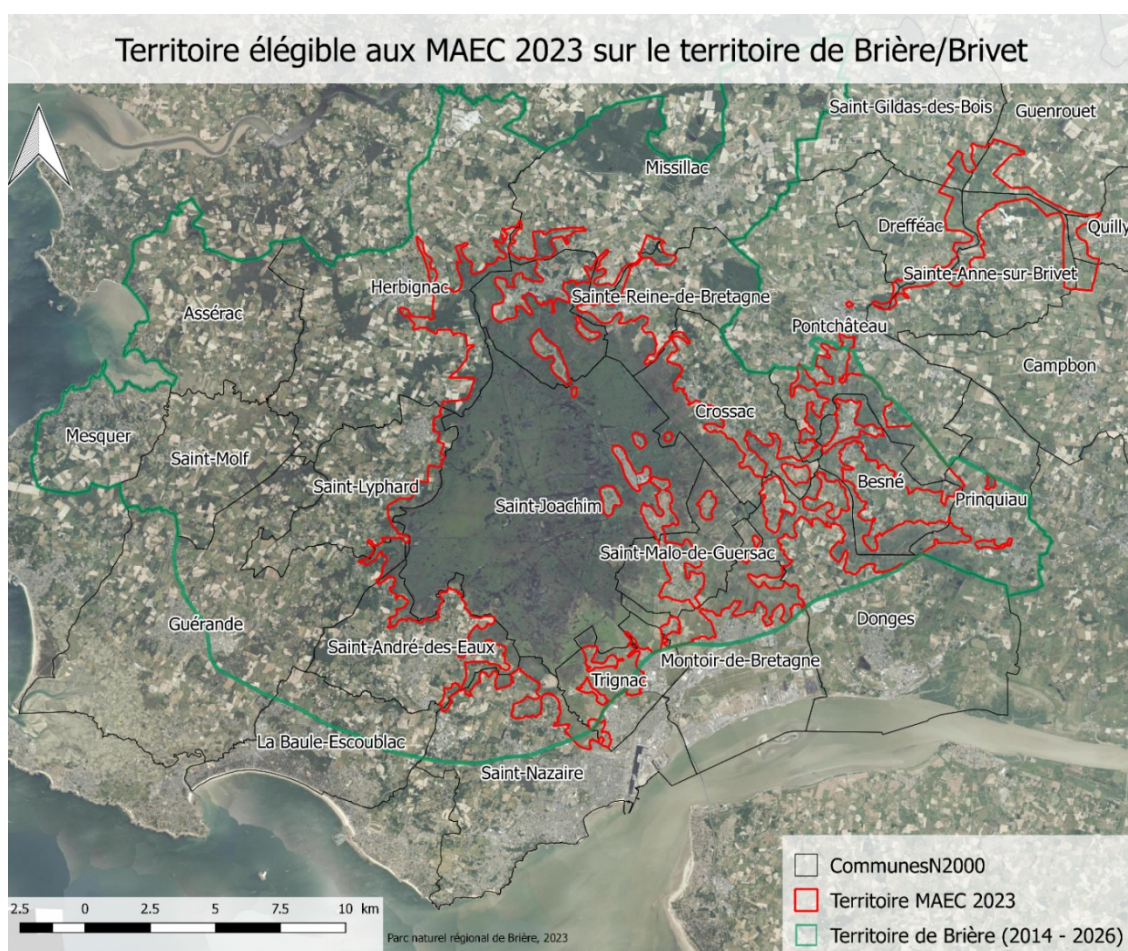 Territoire élégible aux MAEC 2023 sur le territoire de Brière/Brivet
Saint-Gildas-des-Bois
Guenrouet
Missillac
Drefféac
Quilly
Sainte-Anne-sur-Brivet
Herbignac
Sainte-Reine-de-Bretagne
Assérac
Pontchâteau
Campbon
Crossac
Mesquer
Saint-Molf
Saint-Lyphard
Besné
Prinquiau
Saint-Joachim
Saint-Malo-de-Guersac
Guérande
Donges
Saint-André-des-Eaux
Montoir-de-Bretagne
Trignac
La Baule-Escoublac
Saint-Nazaire
CommunesN2000
Territoire MAEC 2023
Territoire de Brière (2014 - 2026)
2.5 0 2.5 5 7.5 10 km
Parc naturel régional de Brière, 2023